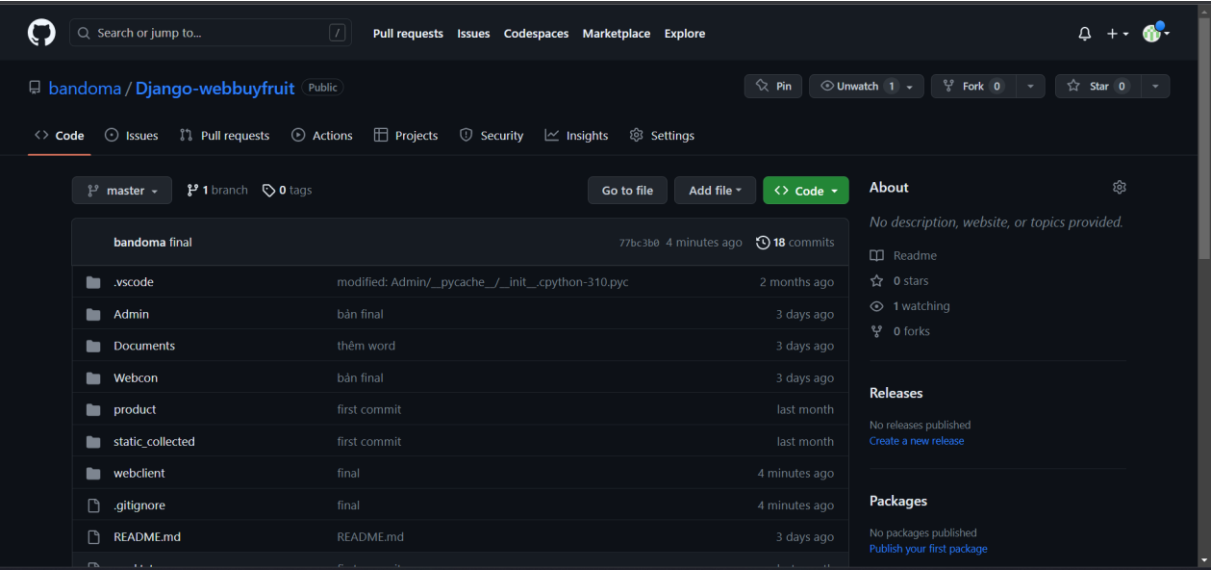 Search or jump to... / Pull requests Issues Codespaces Marketplace Explore
bandoma / Django-webbuyfruit Public Pin Unwatch 1 Fork 0 Star 0
Code Issues Pull requests Actions Projects Security Insights Settings
master 1 branch 0 tags Go to file Add file Code
bandoma final 77bc3b0 4 minutes ago 18 commits
.vscode modified: Admin/__pycache__/__init__.cpython-310.pyc 2 months ago
Admin bản final 3 days ago
Documents thêm word 3 days ago
Webcon bản final 3 days ago
product first commit last month
static_collected first commit last month
webclient final 4 minutes ago
.gitignore final 4 minutes ago
README.md README.md 3 days ago
About
No description, website, or topics provided.
Readme
0 stars
1 watching
0 forks
Releases
No releases published
Create a new release
Packages
No packages published
Publish your first package